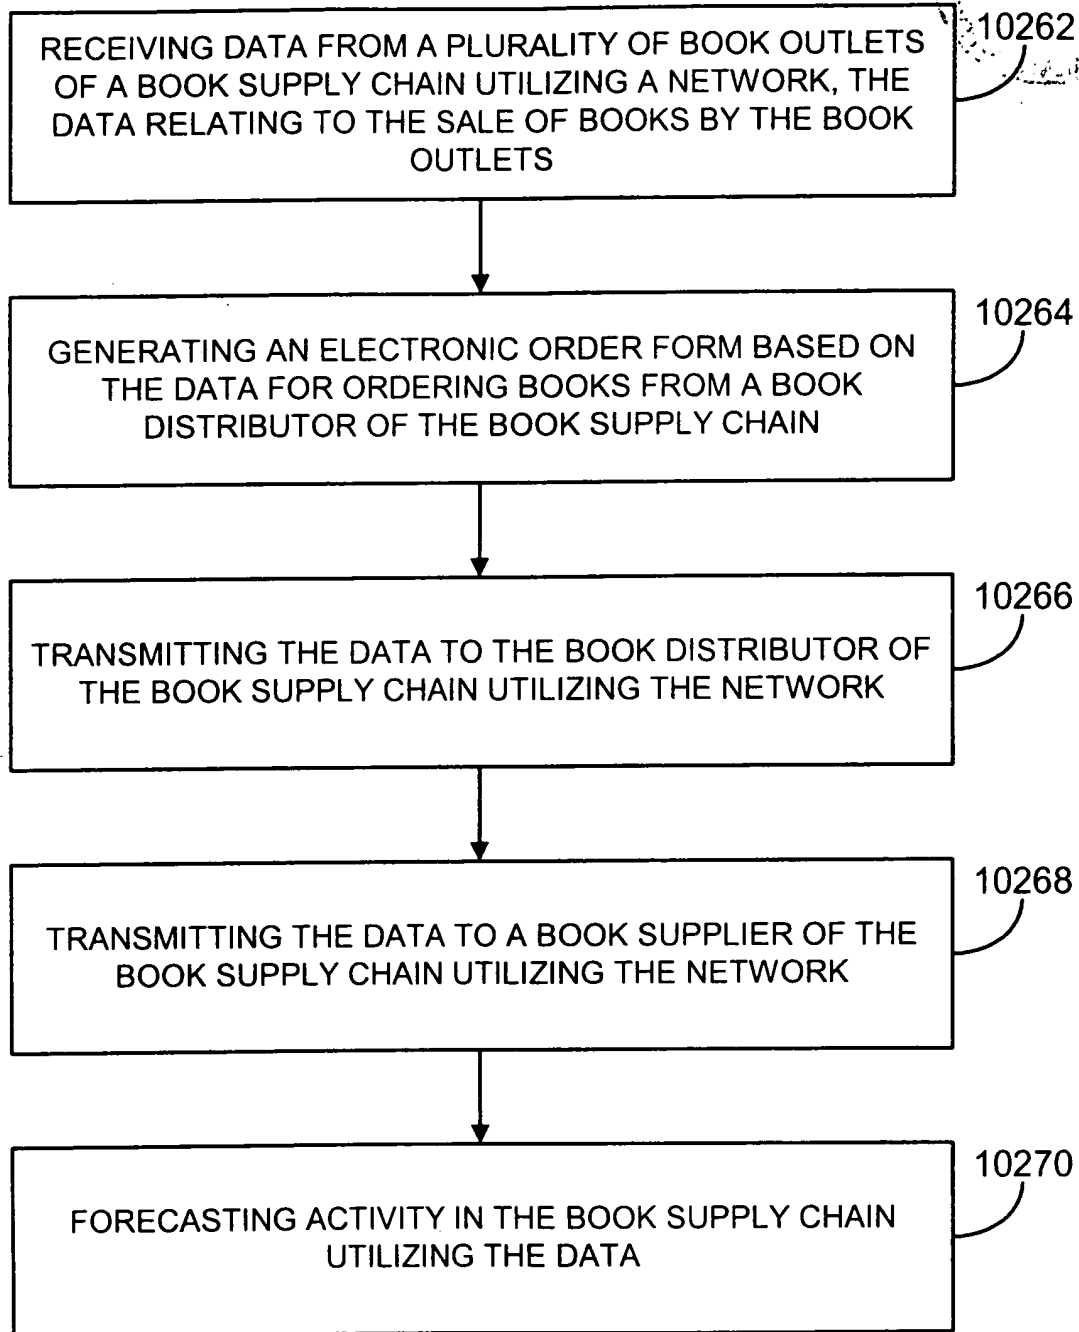 RECEIVING DATA FROM A PLURALITY OF BOOK OUTLETS
OF A BOOK SUPPLY CHAIN UTILIZING A NETWORK, THE
DATA RELATING TO THE SALE OF BOOKS BY THE BOOK
OUTLETS
10262
GENERATING AN ELECTRONIC ORDER FORM BASED ON
THE DATA FOR ORDERING BOOKS FROM A BOOK
DISTRIBUTOR OF THE BOOK SUPPLY CHAIN
10264
TRANSMITTING THE DATA TO THE BOOK DISTRIBUTOR OF
THE BOOK SUPPLY CHAIN UTILIZING THE NETWORK
10266
TRANSMITTING THE DATA TO A BOOK SUPPLIER OF THE
BOOK SUPPLY CHAIN UTILIZING THE NETWORK
10268
FORECASTING ACTIVITY IN THE BOOK SUPPLY CHAIN
UTILIZING THE DATA
10270